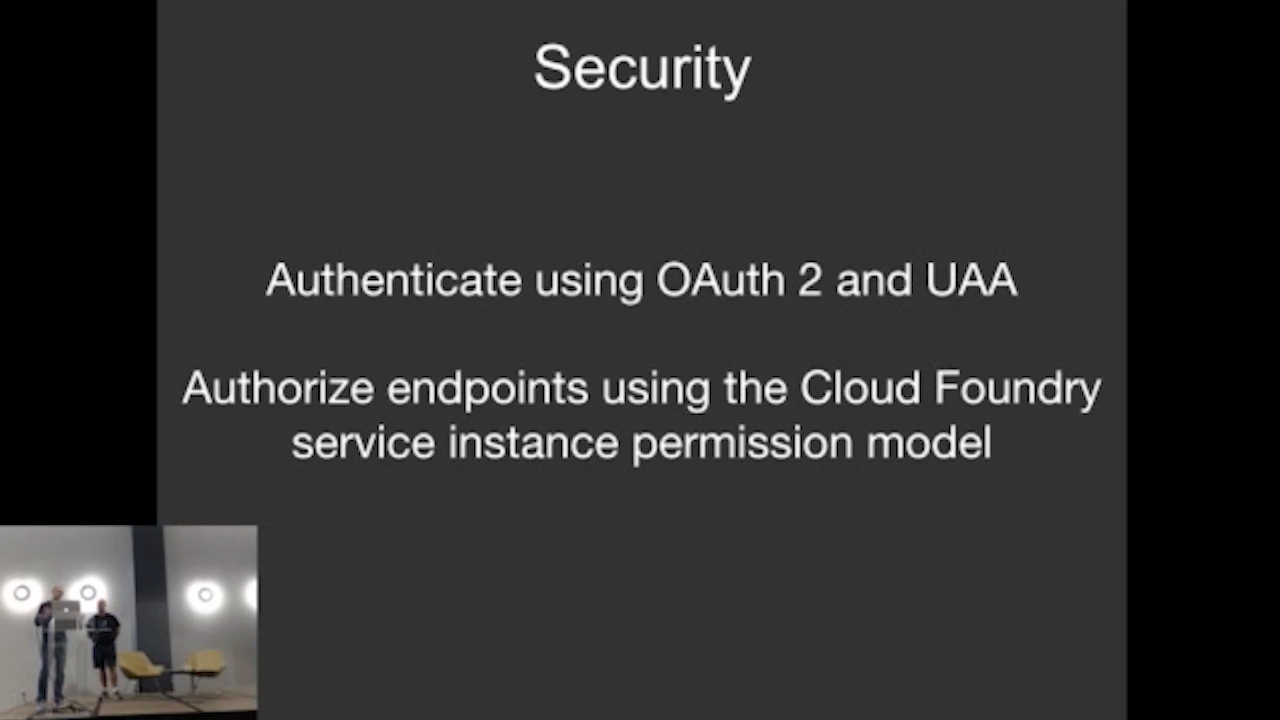 Security
Authenticate using OAuth 2 and UAA
Authorize endpoints using the Cloud Foundry
service instance permission model